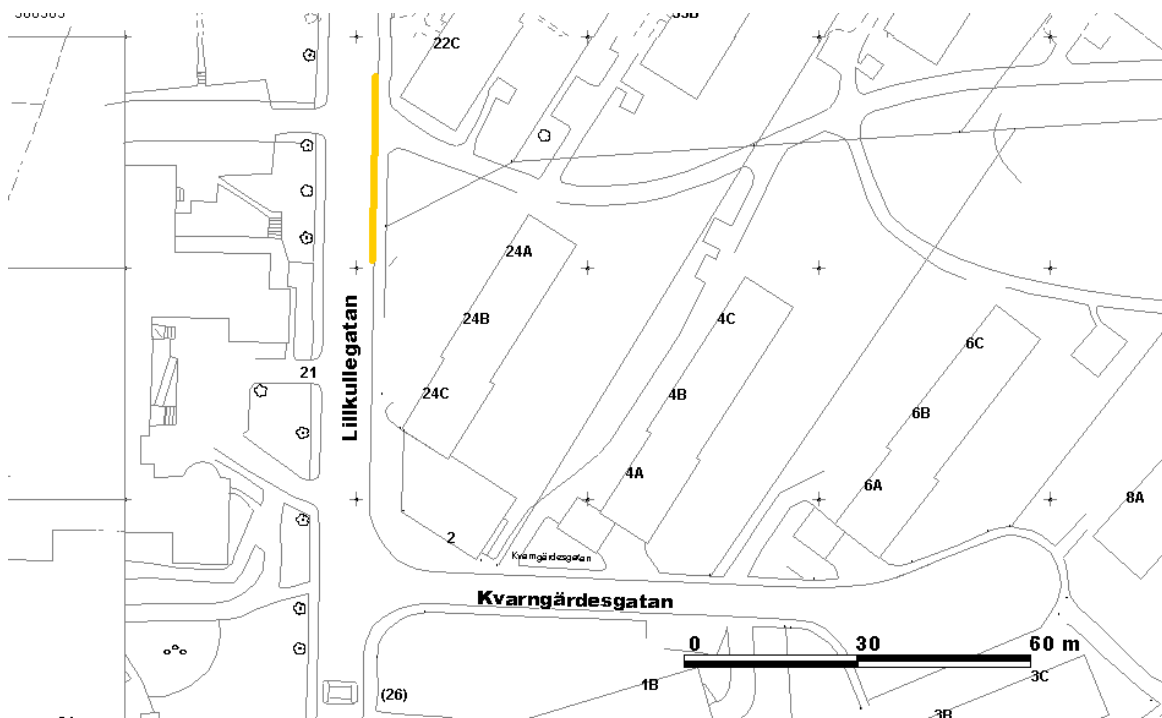 22C
24A
24B
4C
6C
21
24C
4B
6B
Lillkullegatan
4A
6A
8A
2
Kvarngärdesgatan
Kvarngärdesgatan
0 30 60 m
1B
3C
(26)
3B